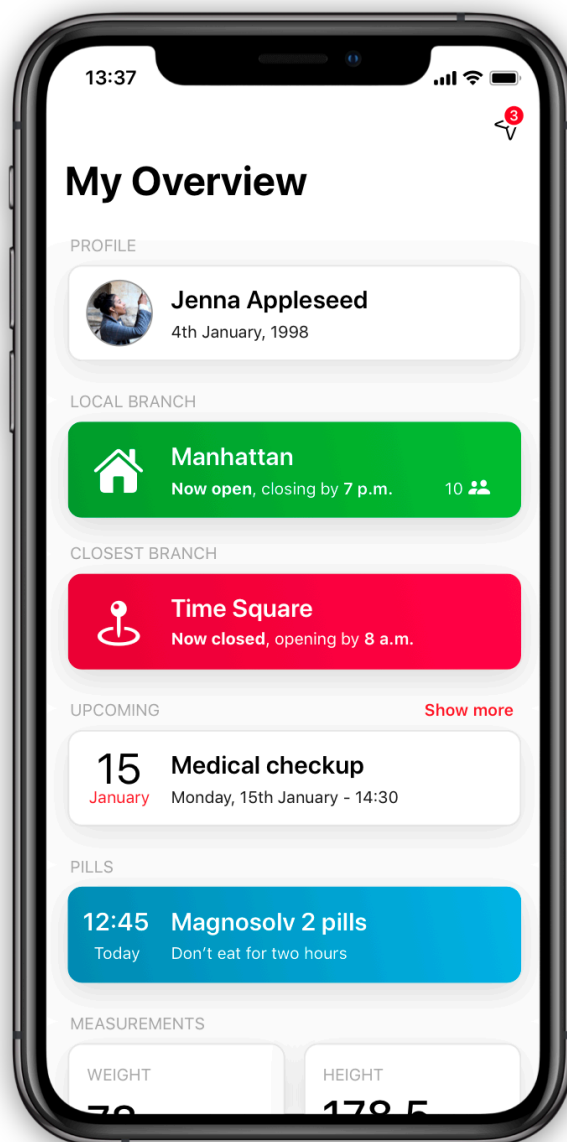 13:37
3
My Overview
PROFILE
Jenna Appleseed
4th January, 1998
LOCAL BRANCH
Manhattan
Now open, closing by 7 p.m.
10
CLOSEST BRANCH
Time Square
Now closed, opening by 8 a.m.
UPCOMING
Show more
15
January
Medical checkup
Monday, 15th January - 14:30
PILLS
12:45
Today
Magnosolv 2 pills
Don't eat for two hours
MEASUREMENTS
WEIGHT
HEIGHT
178.5